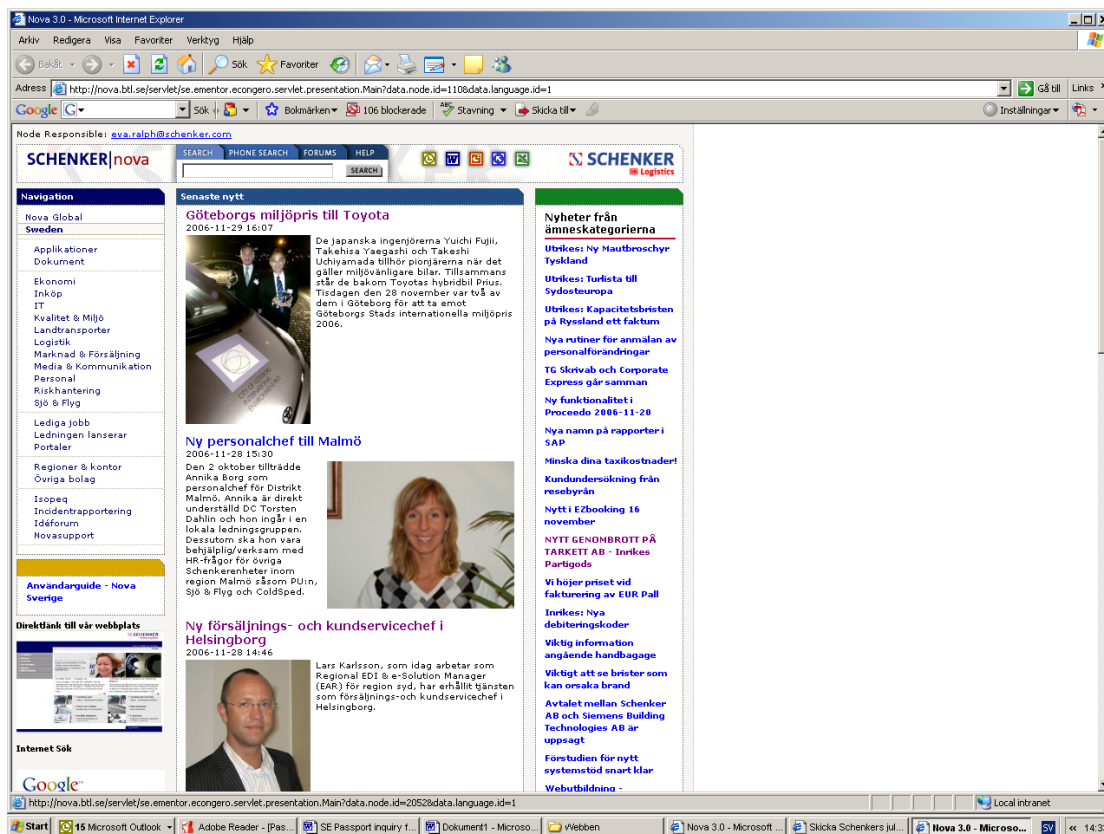 Nova 3.0 - Microsoft Internet Explorer
Arkiv Redigera Visa Favoriter Verktyg Hjälp
Bakåt Sök Favoriter
Adress http://nova.btl.se/servlet/se.ementor.econgero.servlet.presentation.Main?data.node.id=110&data.language.id=1 Gå till Links
Google G Sök Bokmärken 106 blockerade Stavning Skicka till Inställningar
Node Responsible: eva.ralph@schenker.com
SCHENKER|nova
SEARCH PHONE SEARCH FORUMS HELP
SEARCH
SCHENKER
Logistics
Navigation
Nova Global
Sweden
Applikationer
Dokument
Ekonomi
Inköp
IT
Kvalitet & Miljö
Landtransporter
Logistik
Marknad & Försäljning
Media & Kommunikation
Personal
Riskhantering
Sjö & Flyg
Lediga jobb
Ledningen lanserar
Portaler
Regioner & kontor
Övriga bolag
Isopeq
Incidentrapportering
Idéforum
Novasupport
Användarguide - Nova
Sverige
Direktlänk till vår webbplats
Internet Sök
Google
Senaste nytt
Göteborgs miljöpris till Toyota
2006-11-29 16:07
De japanska ingenjörerna Yuichi Fujii,
Takehisa Yaegashi och Takeshi
Uchiyamada tillhör pionjärerna när det
gäller miljövänligare bilar. Tillsammans
står de bakom Toyotas hybridbil Prius.
Tisdagen den 28 november var två av
dem i Göteborg för att ta emot
Göteborgs Stads internationella miljöpris
2006.
Ny personalchef till Malmö
2006-11-28 15:30
Den 2 oktober tillträdde
Annika Borg som
personalchef för Distrikt
Malmö. Annika är direkt
underställd DC Torsten
Dahlin och hon ingår i en
lokala ledningsgruppen.
Dessutom ska hon vara
behjälplig/verksam med
HR-frågor för övriga
Schenkerenheter inom
region Malmö såsom PU:n,
Sjö & Flyg och ColdSped.
Ny försäljnings- och kundservicechef i
Helsingborg
2006-11-28 14:46
Lars Karlsson, som idag arbetar som
Regional EDI & e-Solution Manager
(EAR) för region syd, har erhållit tjänsten
som försäljnings-och kundservicechef i
Helsingborg.
Nyheter från
ämneskategorierna
Utrikes: Ny Mautbroschyr
Tyskland
Utrikes: Turlista till
Sydosteuropa
Utrikes: Kapacitetsbristen
på Ryssland ett faktum
Nya rutiner för anmälan av
personalförändringar
TG Skrivab och Corporate
Express går samman
Ny funktionalitet i
Proceedo 2006-11-20
Nya namn på rapporter i
SAP
Minska dina taxikostnader!
Kundundersökning från
resebyrån
Nytt i EZbooking 16
november
NYTT GENOMBROTT PÅ
TARKETT AB - Inrikes
Partigods
Vi höjer priset vid
fakturering av EUR Pall
Inrikes: Nya
debiteringskoder
Viktig information
angående handbagage
Viktigt att se brister som
kan orsaka brand
Avtalet mellan Schenker
AB och Siemens Building
Technologies AB är
uppsagt
Förstudien för nytt
systemstöd snart klar
Webutbildning -
http://nova.btl.se/servlet/se.ementor.econgero.servlet.presentation.Main?data.node.id=2052&data.language.id=1 Local intranet
Start 15 Microsoft Outlook Adobe Reader - [Pas... SE Passport inquiry f... Dokument1 - Microso... Webben Nova 3.0 - Microsoft ... Skicka Schenkers jul... Nova 3.0 - Microso... SV « 14:3